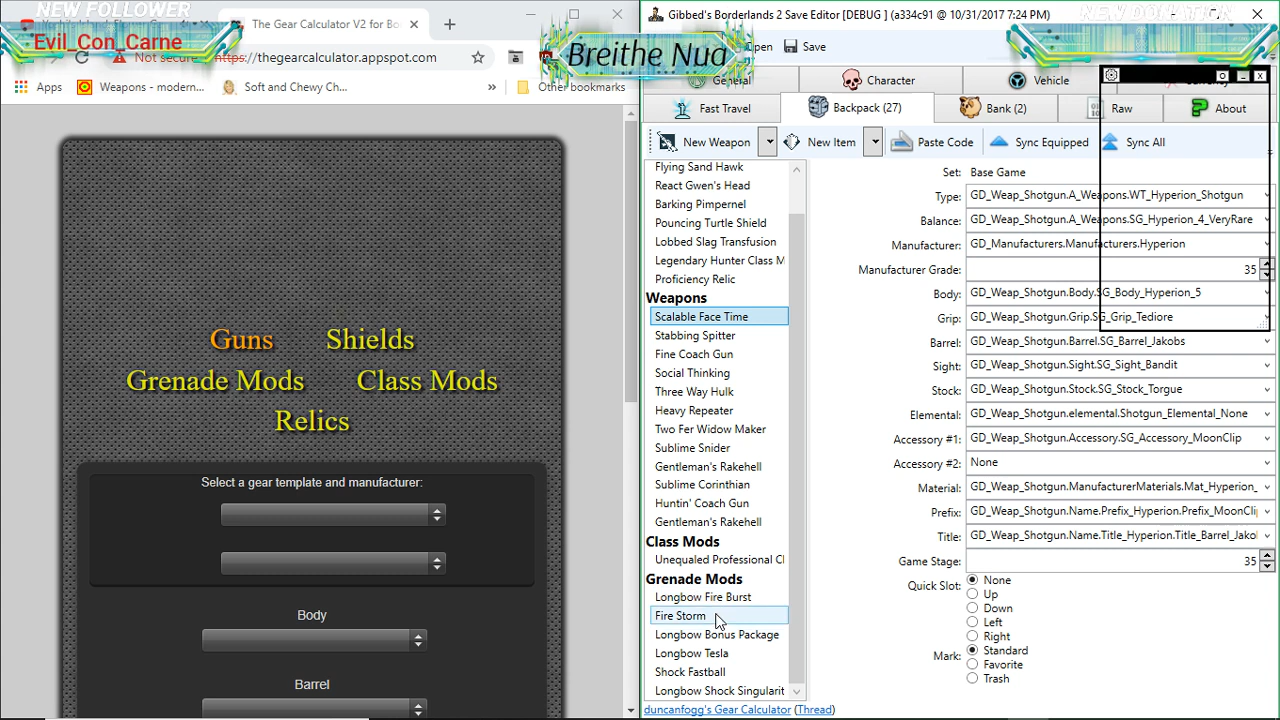 NEW FOLLOWER
Evil_Con_Carne
The Gear Calculator V2 for Bo
Not secure
https://thegearcalculator.appspot.com
Apps
Weapons - modern...
Soft and Chewy Ch...
»
Other bookmarks
Breithe Nua
Guns
Shields
Grenade Mods
Class Mods
Relics
Select a gear template and manufacturer:
Body
Barrel
Gibbed's Borderlands 2 Save Editor [DEBUG] (a334c91 @ 10/31/2017 7:24 PM)
NEW DONATION
Open
Save
General
Character
Vehicle
Fast Travel
Backpack (27)
Bank (2)
Raw
About
New Weapon
New Item
Paste Code
Sync Equipped
Sync All
Flying Sand Hawk
React Gwen's Head
Barking Pimpernel
Pouncing Turtle Shield
Lobbed Slag Transfusion
Legendary Hunter Class M
Proficiency Relic
Weapons
Scalable Face Time
Stabbing Spitter
Fine Coach Gun
Social Thinking
Three Way Hulk
Heavy Repeater
Two Fer Widow Maker
Sublime Snider
Gentleman's Rakehell
Sublime Corinthian
Huntin' Coach Gun
Gentleman's Rakehell
Class Mods
Unequaled Professional Cl
Grenade Mods
Longbow Fire Burst
Fire Storm
Longbow Bonus Package
Longbow Tesla
Shock Fastball
Longbow Shock Singulari
duncanfogg's Gear Calculator (Thread)
Set: Base Game
Type: GD_Weap_Shotgun.A_Weapons.WT_Hyperion_Shotgun
Balance: GD_Weap_Shotgun.A_Weapons.SG_Hyperion_4_VeryRare
Manufacturer: GD_Manufacturers.Manufacturers.Hyperion
Manufacturer Grade: 35
Body: GD_Weap_Shotgun.Body.SG_Body_Hyperion_5
Grip: GD_Weap_Shotgun.Grip.SG_Grip_Tediore
Barrel: GD_Weap_Shotgun.Barrel.SG_Barrel_Jakobs
Sight: GD_Weap_Shotgun.Sight.SG_Sight_Bandit
Stock: GD_Weap_Shotgun.Stock.SG_Stock_Torgue
Elemental: GD_Weap_Shotgun.elemental.Shotgun_Elemental_None
Accessory #1: GD_Weap_Shotgun.Accessory.SG_Accessory_MoonClip
Accessory #2: None
Material: GD_Weap_Shotgun.ManufacturerMaterials.Mat_Hyperion_
Prefix: GD_Weap_Shotgun.Name.Prefix_Hyperion.Prefix_MoonCli
Title: GD_Weap_Shotgun.Name.Title_Hyperion.Title_Barrel_Jakol
Game Stage: 35
Quick Slot: None
Up
Down
Left
Right
Mark: Standard
Favorite
Trash